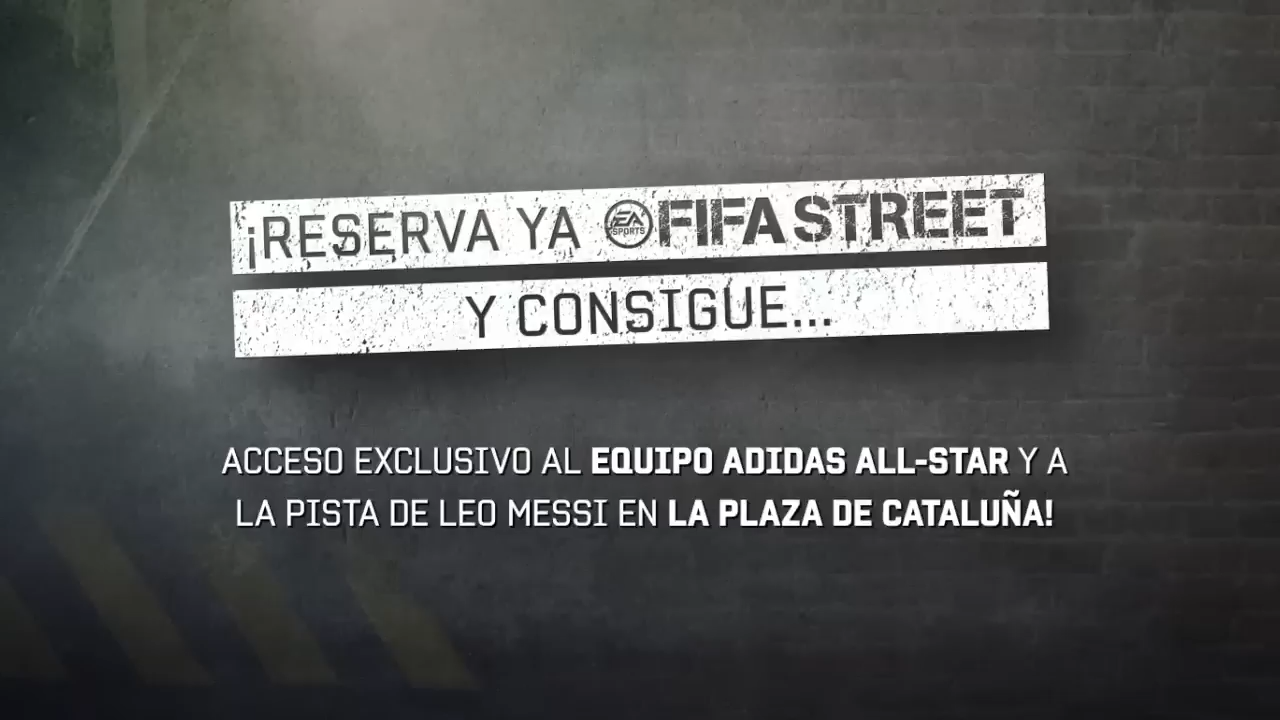 ¡RESERVA YA EA SPORTS FIFA STREET
Y CONSIGUE...
ACCESO EXCLUSIVO AL EQUIPO ADIDAS ALL-STAR Y A
LA PISTA DE LEO MESSI EN LA PLAZA DE CATALUÑA!